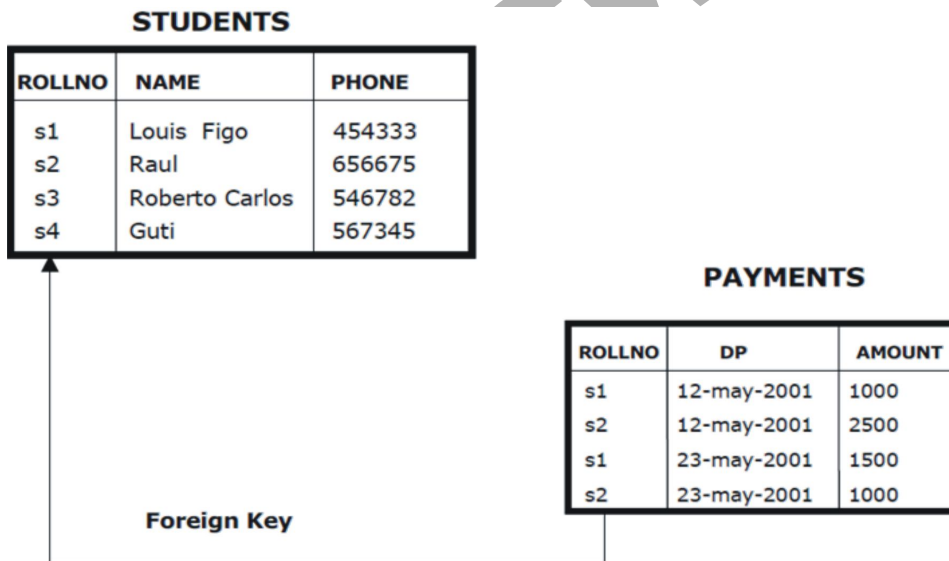 STUDENTS
ROLLNO NAME PHONE
s1 Louis Figo 454333
s2 Raul 656675
s3 Roberto Carlos 546782
s4 Guti 567345
PAYMENTS
ROLLNO DP AMOUNT
s1 12-may-2001 1000
s2 12-may-2001 2500
s1 23-may-2001 1500
s2 23-may-2001 1000
Foreign Key